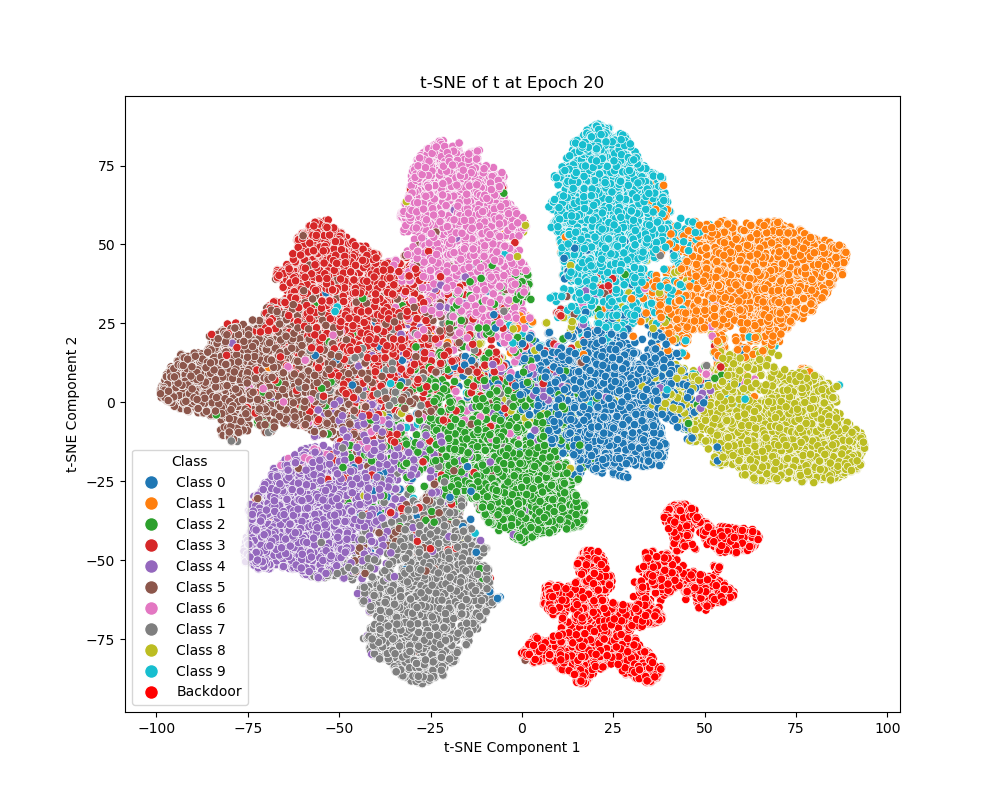 t-SNE of t at Epoch 20
t-SNE Component 2
75
50
25
0
−25
−50
−75
Class
Class 0
Class 1
Class 2
Class 3
Class 4
Class 5
Class 6
Class 7
Class 8
Class 9
Backdoor
−100 −75 −50 −25 0 25 50 75 100
t-SNE Component 1